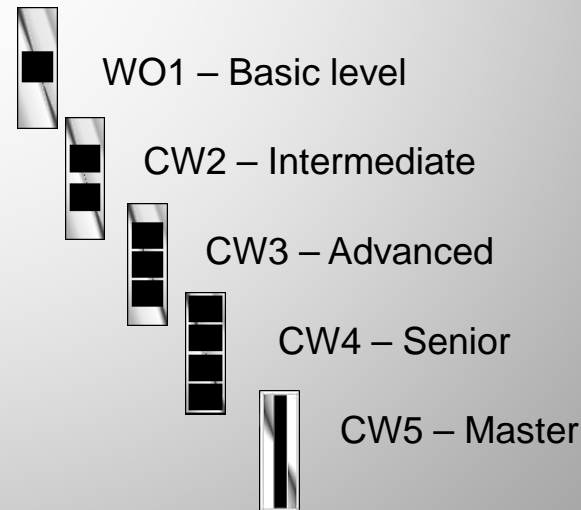 WO1 – Basic level
CW2 – Intermediate
CW3 – Advanced
CW4 – Senior
CW5 – Master